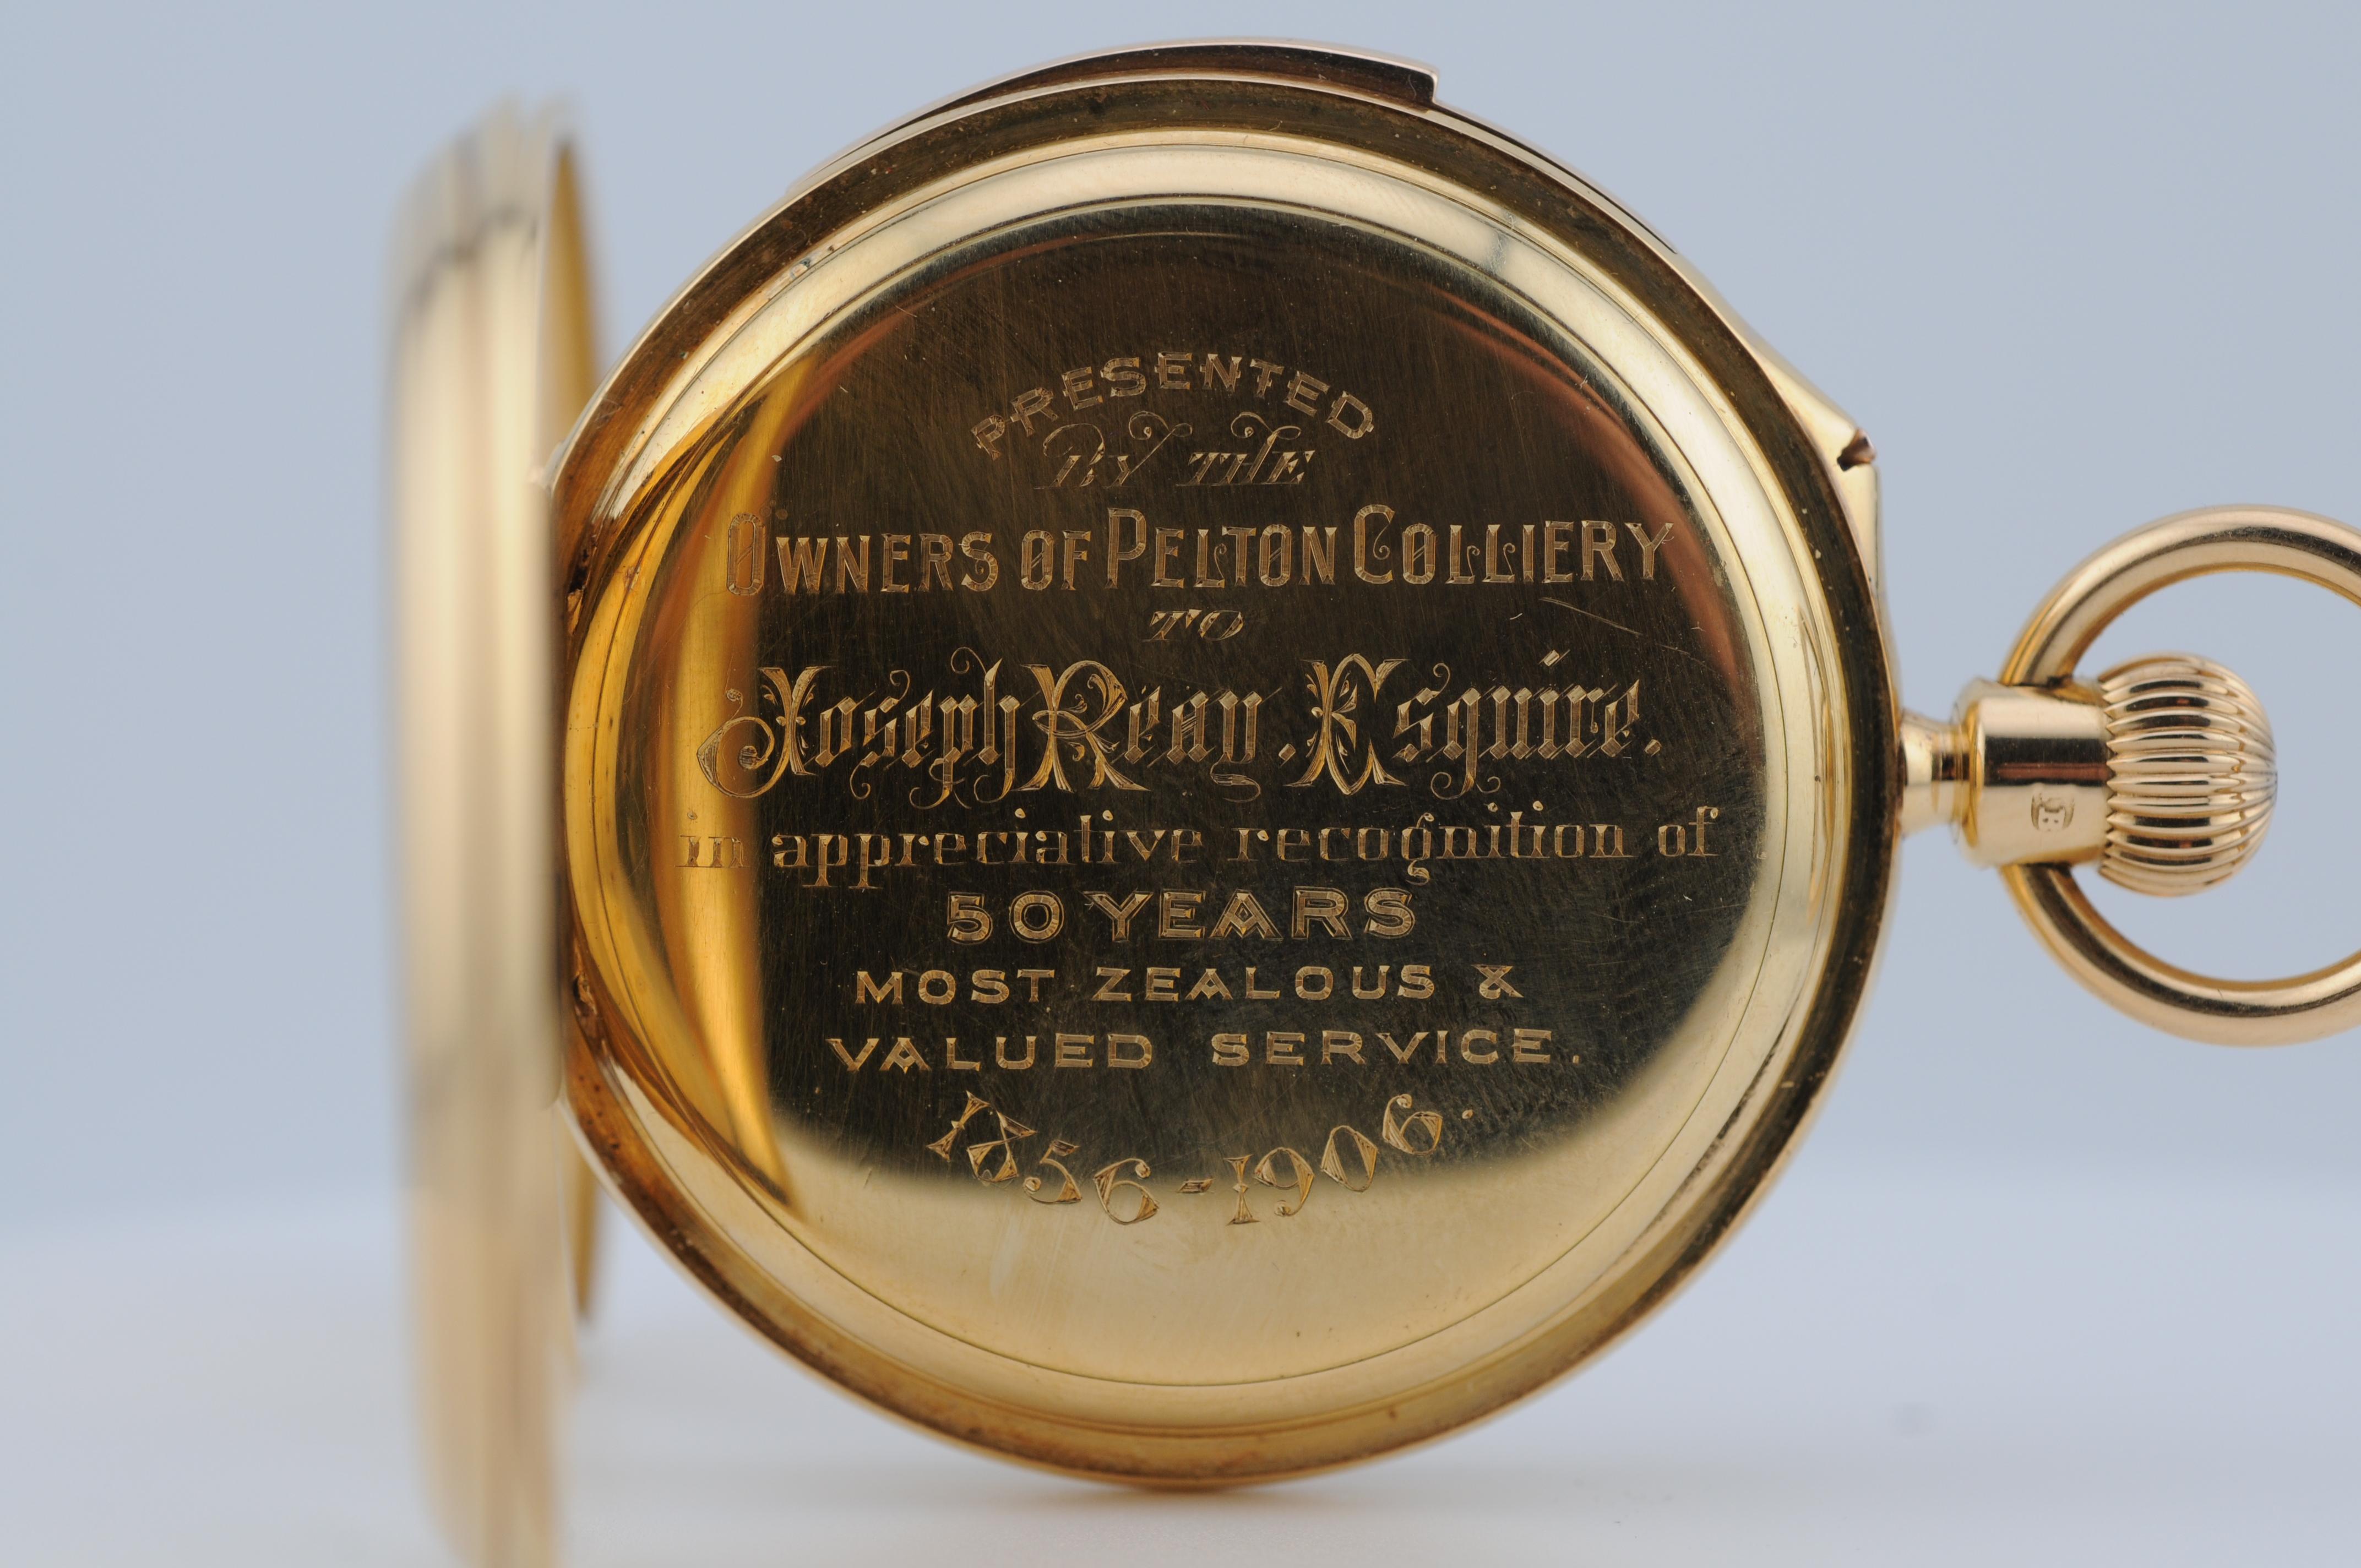 PRESENTED
BY THE
OWNERS OF PELTON COLLIERY
TO
Joseph Reay. Esquire.
in appreciative recognition of
50 YEARS
MOST ZEALOUS &
VALUED SERVICE.
1856-1906.